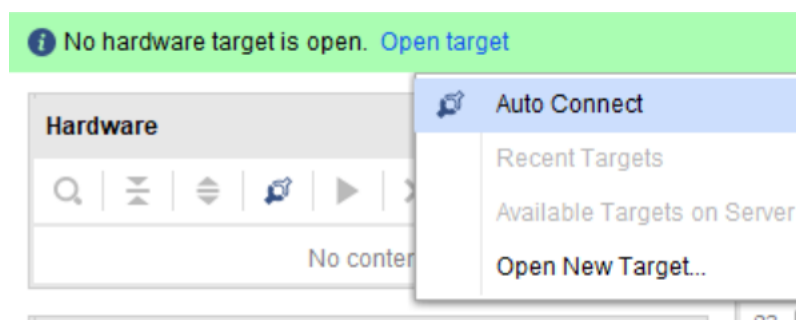 No hardware target is open. Open target
Auto Connect
Hardware
Recent Targets
Available Targets on Server
No
Open New Target...